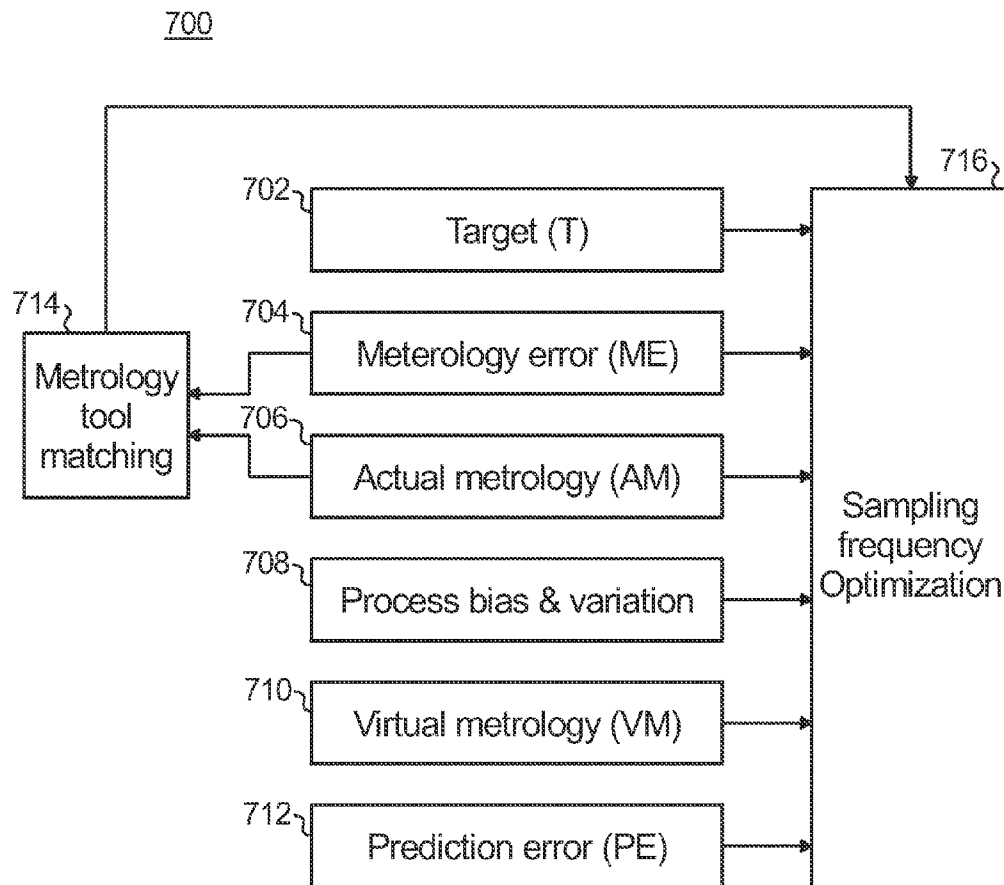 700
716
702
Target (T)
714
Metrology
tool
matching
704
Meterology error (ME)
706
Actual metrology (AM)
708
Process bias & variation
Sampling
frequency
Optimization
710
Virtual metrology (VM)
712
Prediction error (PE)